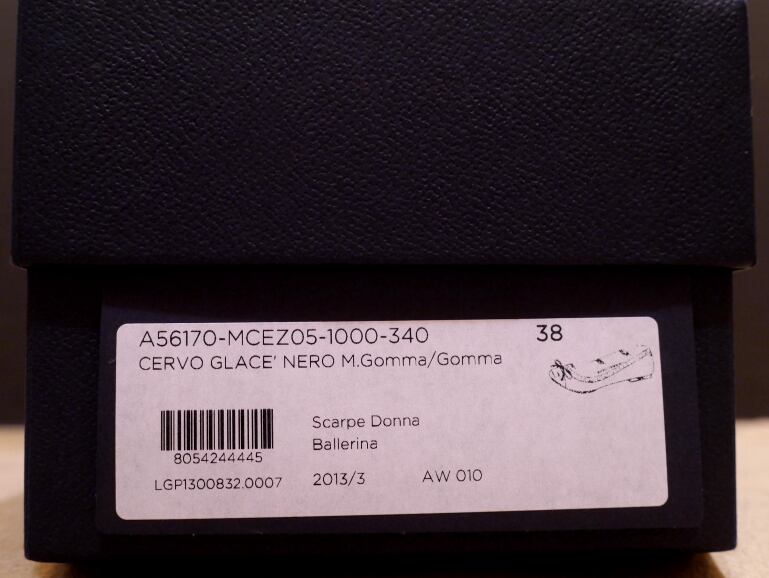 A56170-MCEZ05-1000-340 38
CERVO GLACE' NERO M.Gomma/Gomma
Scarpe Donna
Ballerina
8054244445
LGP1300832.0007 2013/3 AW 010